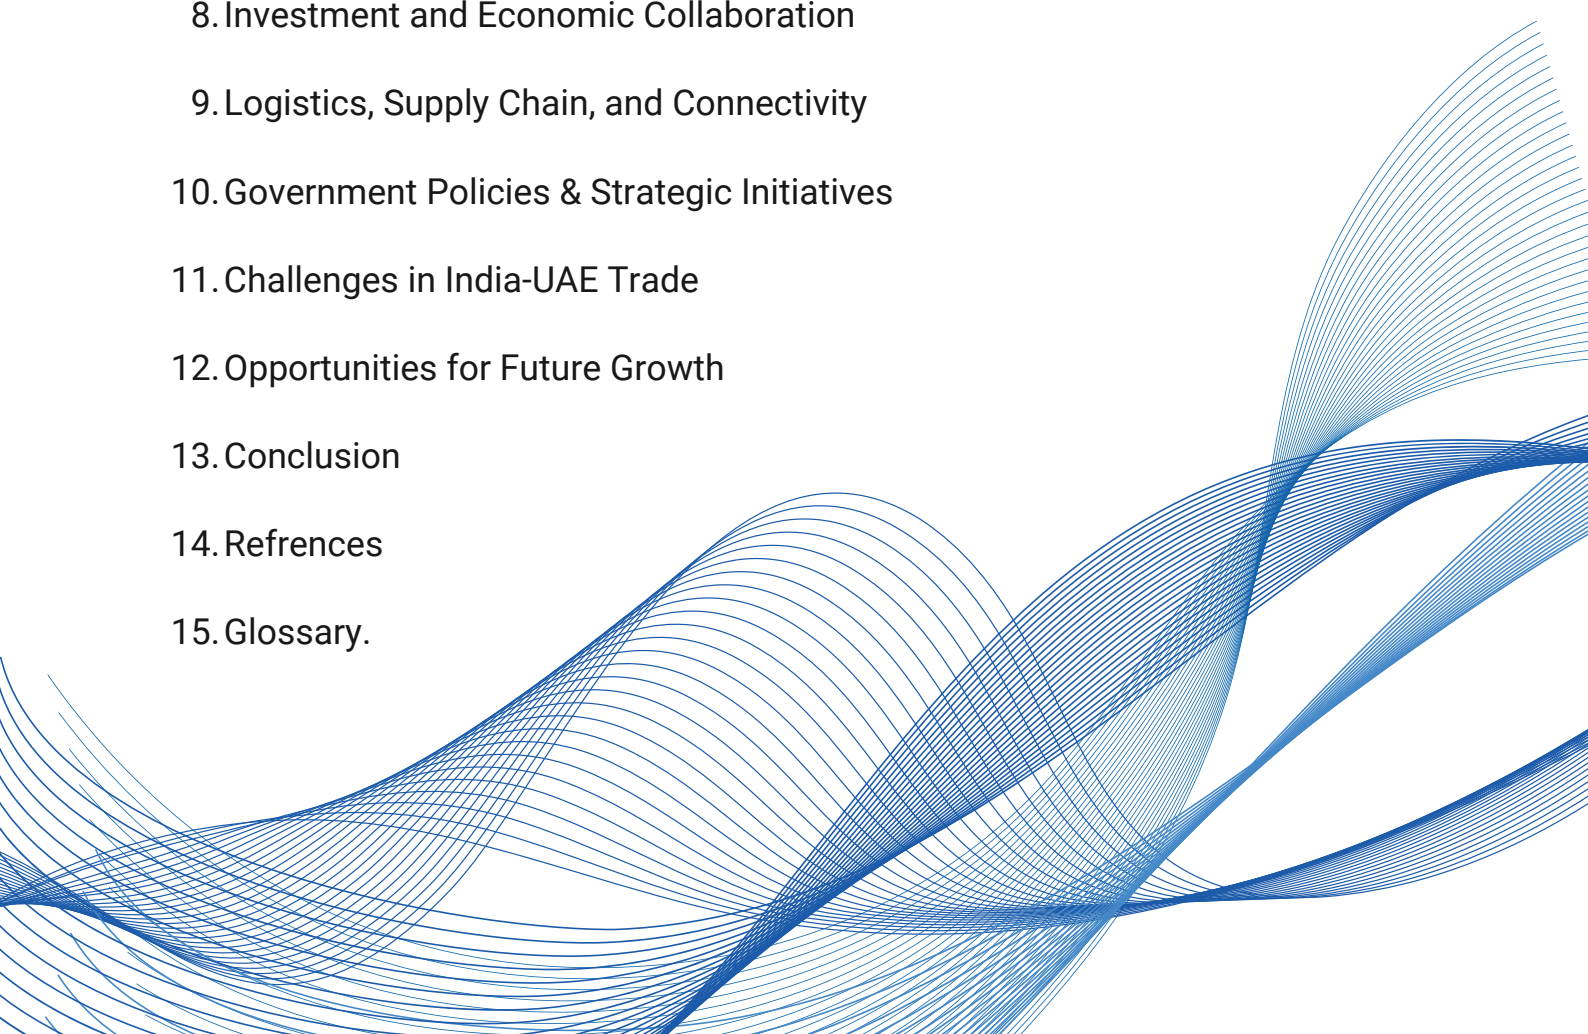 8. Investment and Economic Collaboration
9. Logistics, Supply Chain, and Connectivity
10. Government Policies & Strategic Initiatives
11. Challenges in India-UAE Trade
12. Opportunities for Future Growth
13. Conclusion
14. Refrences
15. Glossary.